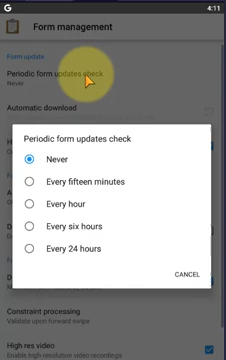 G
4:11
Form management
Form update
Periodic form updates check
Never
Automatic download
Periodic form updates check
Never
Every fifteen minutes
Every hour
Every six hours
Every 24 hours
CANCEL
Constraint processing
Validate upon forward swipe
High res video
Enable high-resolution video recordings